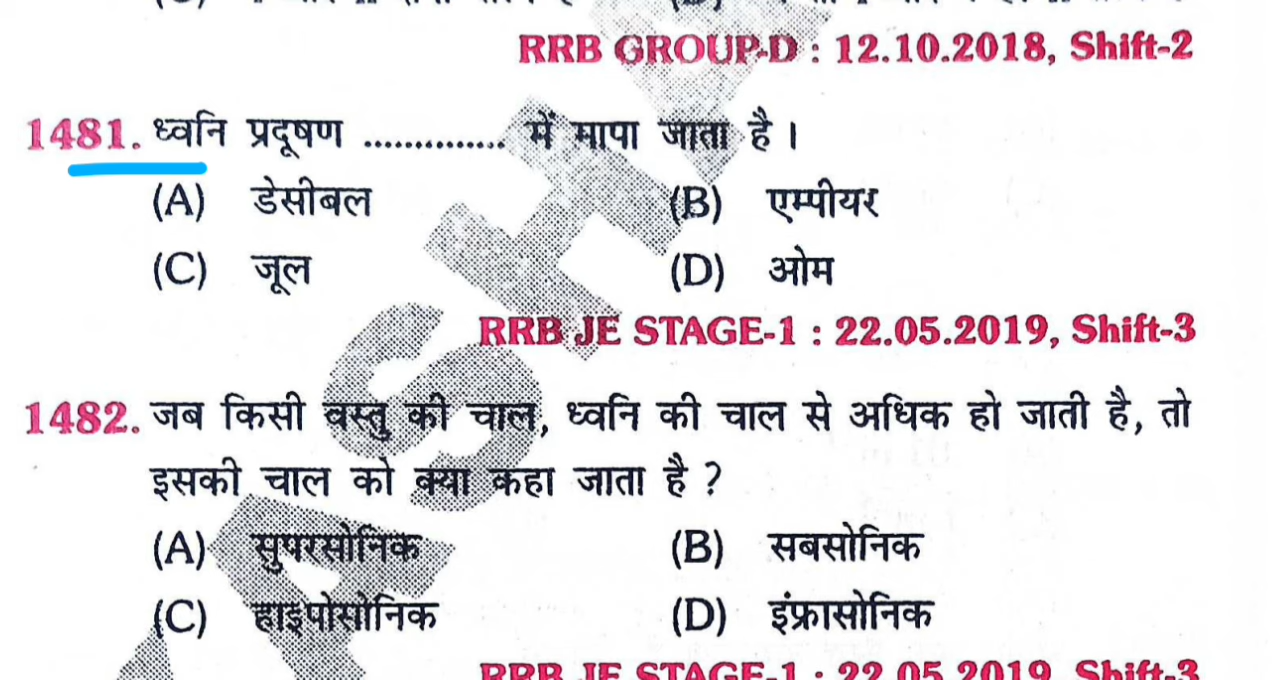 RRB GROUP-D : 12.10.2018, Shift-2
1481. ध्वनि प्रदूषण ............... में मापा जाता है ।
(A) डेसीबल (B) एम्पीयर
(C) जूल (D) ओम
RRB JE STAGE-1 : 22.05.2019, Shift-3
1482. जब किसी वस्तु की चाल, ध्वनि की चाल से अधिक हो जाती है, तो
इसकी चाल को क्या कहा जाता है ?
(A) सुपरसोनिक (B) सबसोनिक
(C) हाइपोसोनिक (D) इंफ्रासोनिक
RRB JE STAGE-1 : 22.05.2019, Shift-3